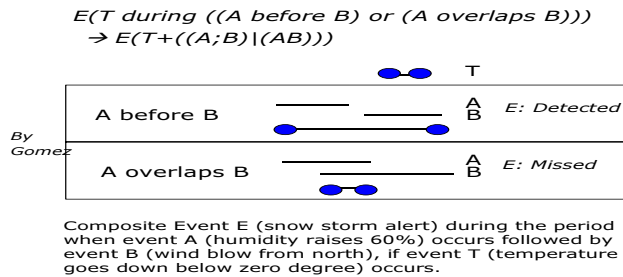 E(T during ((A before B) or (A overlaps B)))
→ E(T+((A;B)|(AB)))
T
A before B
A
B
E: Detected
By
Gomez
A overlaps B
A
B
E: Missed
Composite Event E (snow storm alert) during the period
when event A (humidity raises 60%) occurs followed by
event B (wind blow from north), if event T (temperature
goes down below zero degree) occurs.